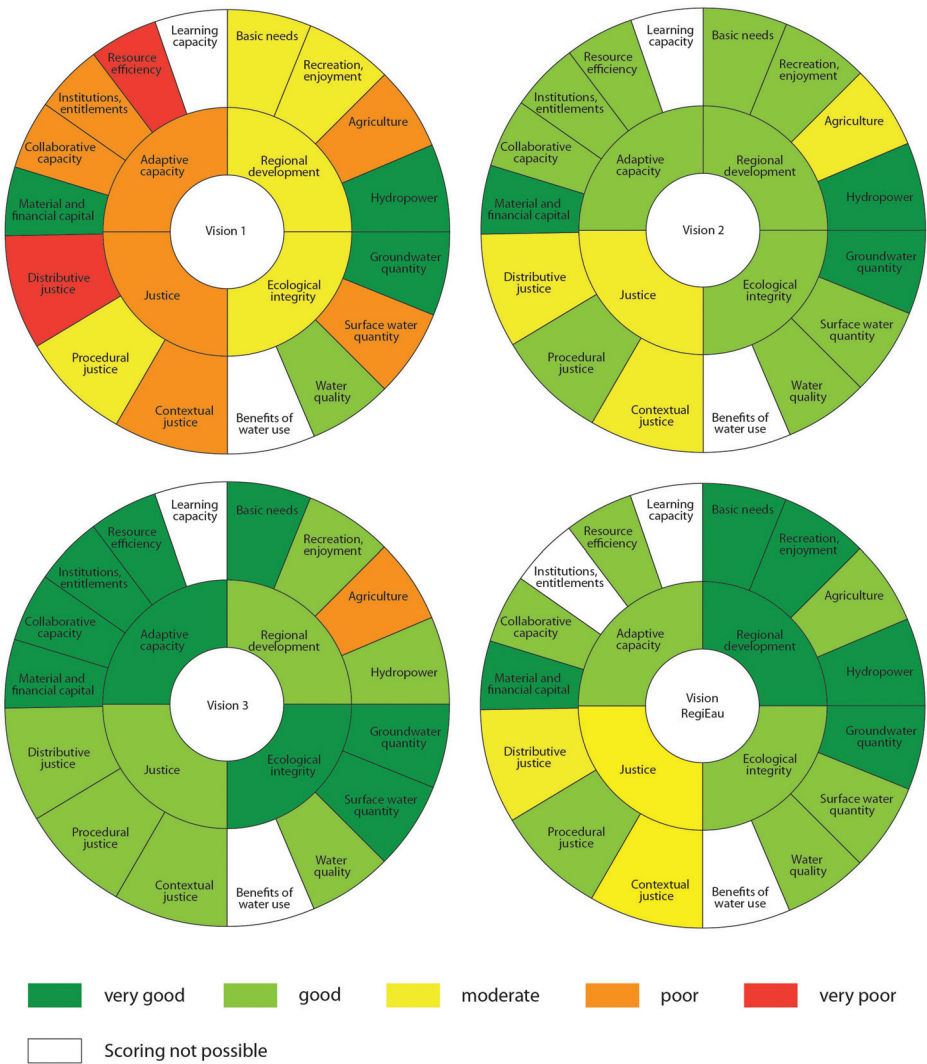 Learning
capacity
Basic needs
Resource
efficiency
Recreation,
enjoyment
Institutions,
entitlements
Agriculture
Collaborative
capacity
Adaptive
capacity
Regional
development
Material and
financial capital
Hydropower
Vision 1
Distributive
justice
Justice
Ecological
integrity
Groundwater
quantity
Surface water
quantity
Procedural
justice
Water
quality
Contextual
justice
Benefits of
water use
Learning
capacity
Basic needs
Resource
efficiency
Recreation,
enjoyment
Institutions,
entitlements
Agriculture
Collaborative
capacity
Adaptive
capacity
Regional
development
Material and
financial capital
Hydropower
Vision 2
Distributive
justice
Justice
Ecological
integrity
Groundwater
quantity
Surface water
quantity
Procedural
justice
Water
quality
Contextual
justice
Benefits of
water use
Learning
capacity
Basic needs
Resource
efficiency
Recreation,
enjoyment
Institutions,
entitlements
Agriculture
Collaborative
capacity
Adaptive
capacity
Regional
development
Material and
financial capital
Hydropower
Vision 3
Distributive
justice
Justice
Ecological
integrity
Groundwater
quantity
Surface water
quantity
Procedural
justice
Water
quality
Contextual
justice
Benefits of
water use
Learning
capacity
Basic needs
Resource
efficiency
Recreation,
enjoyment
Institutions,
entitlements
Agriculture
Collaborative
capacity
Adaptive
capacity
Regional
development
Material and
financial capital
Hydropower
Vision
RegiEau
Distributive
justice
Justice
Ecological
integrity
Groundwater
quantity
Surface water
quantity
Procedural
justice
Water
quality
Contextual
justice
Benefits of
water use
very good
good
moderate
poor
very poor
Scoring not possible